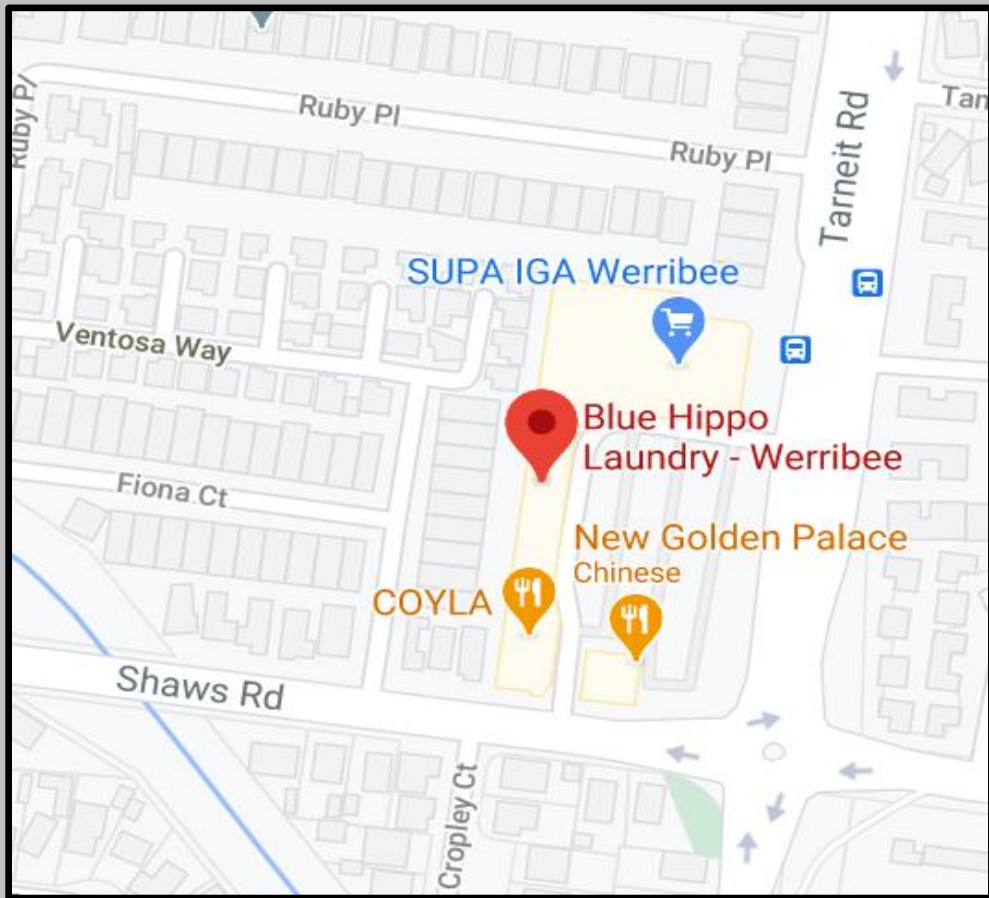 Ruby Pl
Ruby Pl
Ruby Pl
Tarneit Rd
Tarn
SUPA IGA Werribee
Ventosa Way
Blue Hippo
Laundry - Werribee
Fiona Ct
New Golden Palace
Chinese
COYLA
Shaws Rd
Cropley Ct